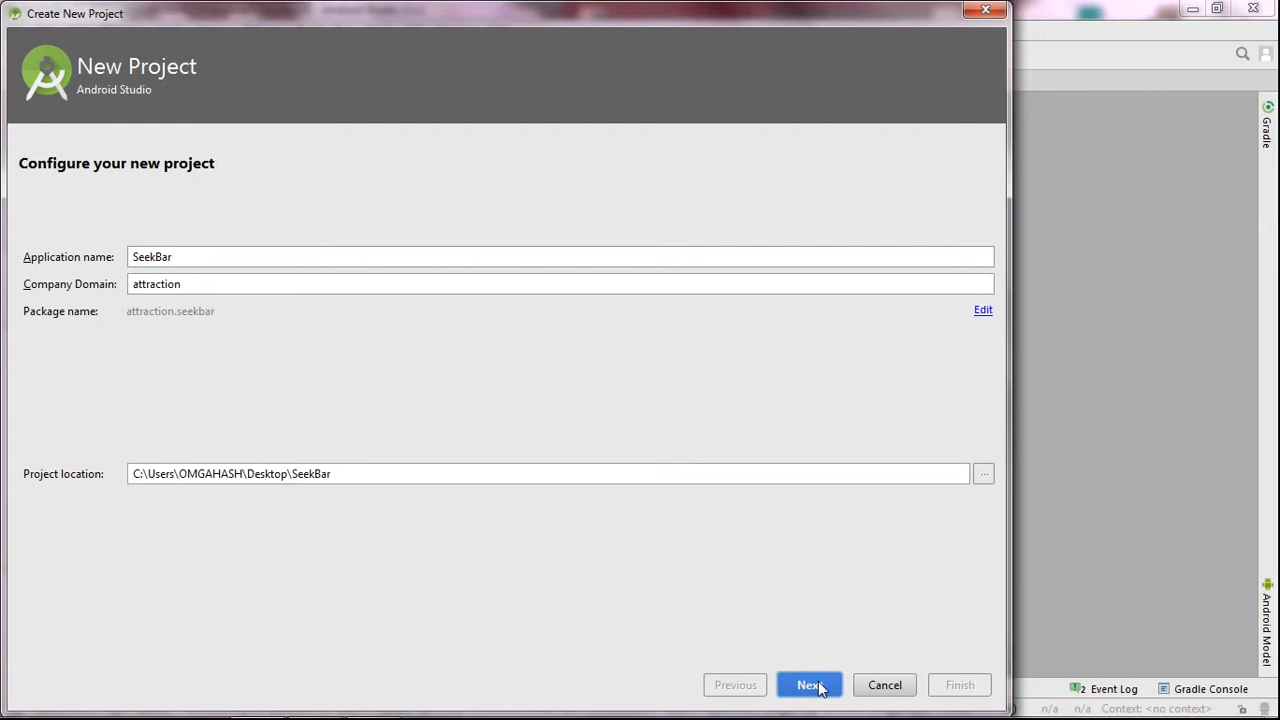 Create New Project
New Project
Android Studio
Configure your new project
Application name: SeekBar
Company Domain: attraction
Package name: attraction.seekbar Edit
Project location: C:\Users\OMGAHASH\Desktop\SeekBar ...
Previous Next Cancel Finish
Gradle
Android Model
2 Event Log Gradle Console
n/a n/a Context: <no context>